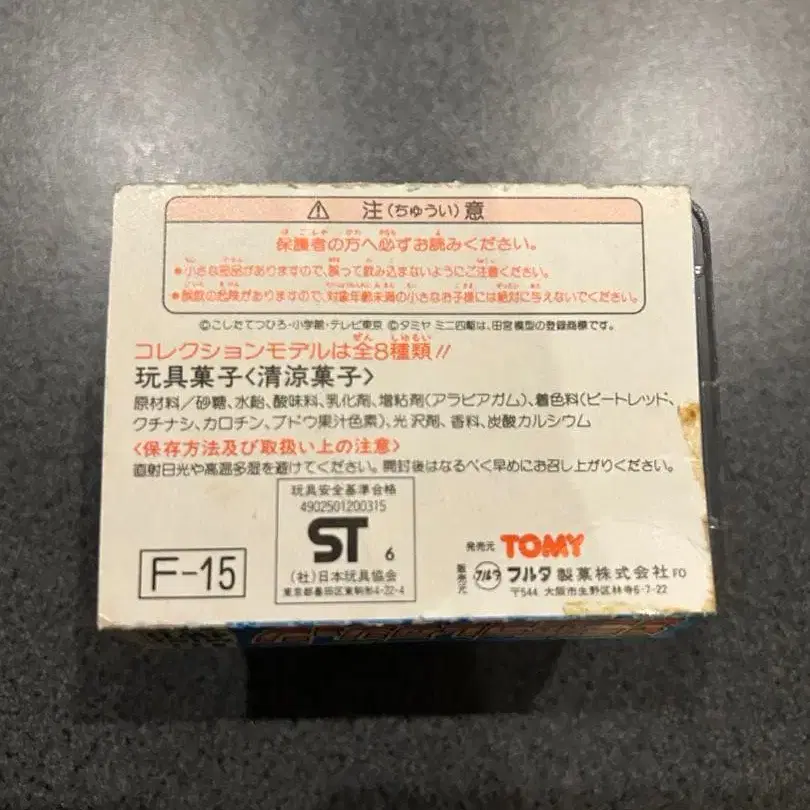 ⚠ 注(ちゅうい)意
保護者の方へ必ずお読みください。
●小さな部品がありますので、誤って飲み込まないようにご注意ください。
●誤飲の危険がありますので、対象年齢未満の小さなお子様には絶対に与えないでください。
©こしたてつひろ・小学館・テレビ東京 ©タミヤ ミニ四駆は、田宮模型の登録商標です。
コレクションモデルは全8種類!!
玩具菓子〈清涼菓子〉
原材料/砂糖、水飴、酸味料、乳化剤、増粘剤(アラビアガム)、着色料(ビートレッド、
クチナシ、カロチン、ブドウ果汁色素)、光沢剤、香料、炭酸カルシウム
〈保存方法及び取扱い上の注意〉
直射日光や高温多湿を避けてください。開封後はなるべく早めにお召し上がりください。
F-15
玩具安全基準合格
4902501200315
ST 6
(社)日本玩具協会
東京都墨田区東駒形4-22-4
発売元 TOMY
販売元 フルタ フルタ製菓株式会社 FO
〒544 大阪市生野区林寺6-7-22